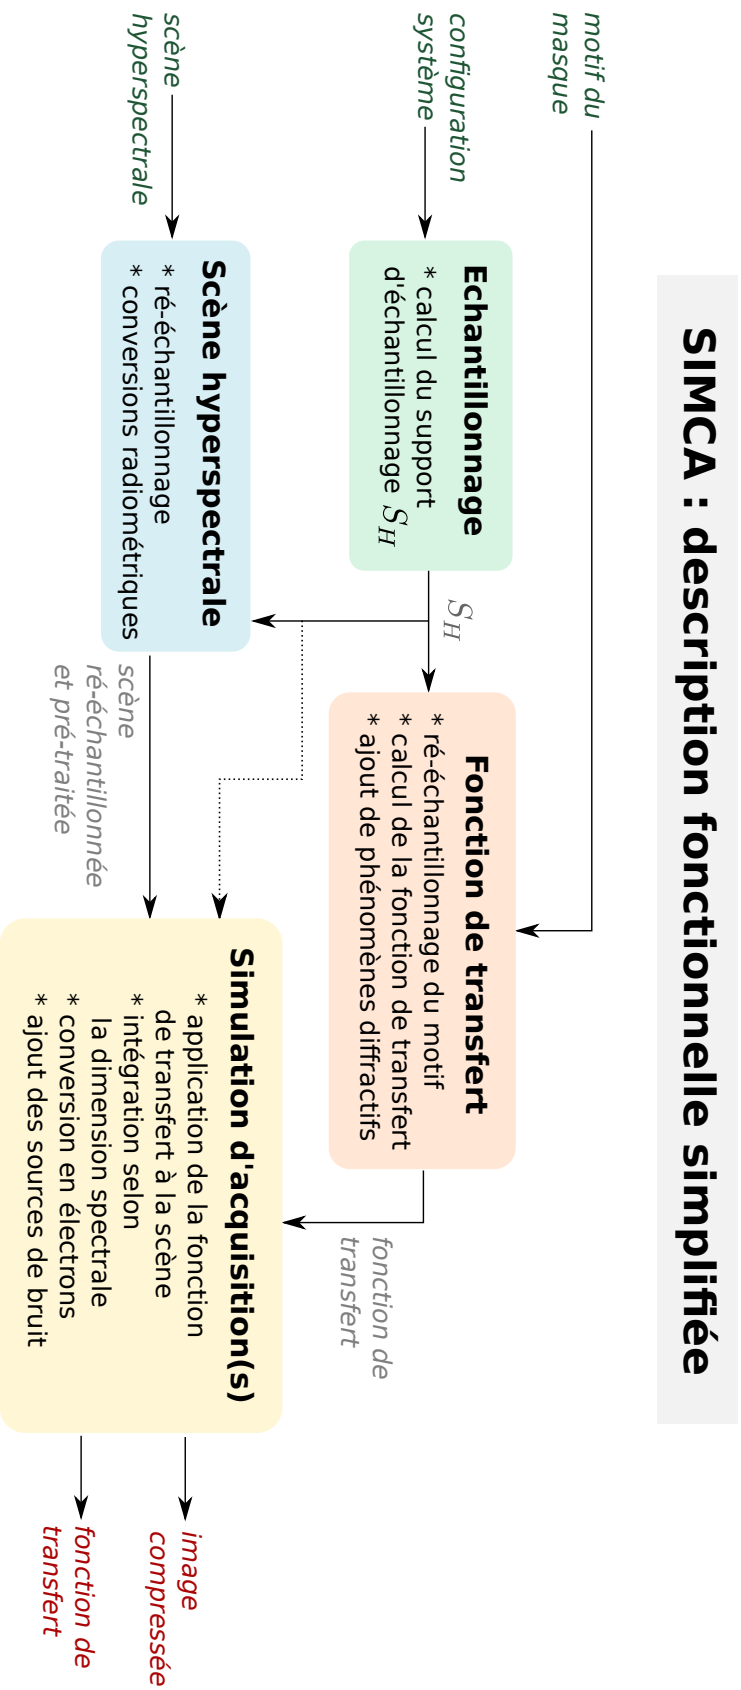 SIMCA : description fonctionnelle simplifiée
motif du
masque
configuration
système
Echantillonnage
* calcul du support
d'échantillonnage S_H
S_H
Fonction de transfert
* ré-échantillonnage du motif
* calcul de la fonction de transfert
* ajout de phénomènes diffractifs
fonction de
transfert
scène
hyperspectrale
Scène hyperspectrale
* ré-échantillonnage
* conversions radiométriques
scène
ré-échantillonnée
et pré-traitée
Simulation d'acquisition(s)
* application de la fonction
de transfert à la scène
* intégration selon
la dimension spectrale
* conversion en électrons
* ajout des sources de bruit
image
compressée
fonction de
transfert